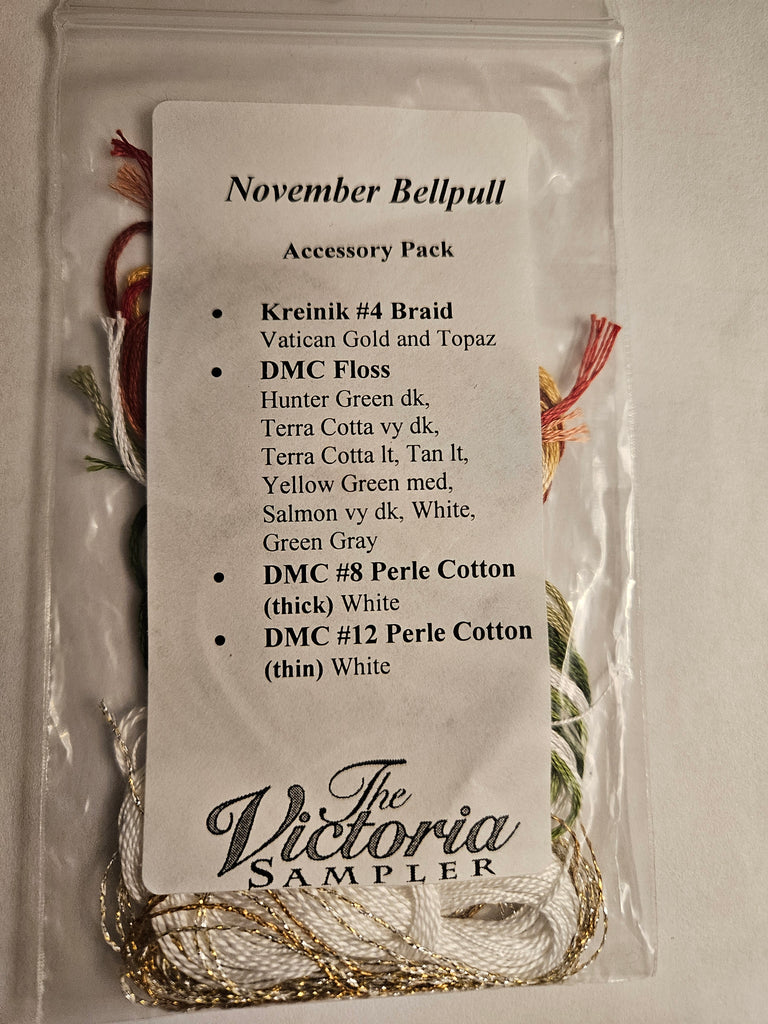 November Bellpull
Accessory Pack
• Kreinik #4 Braid
Vatican Gold and Topaz
• DMC Floss
Hunter Green dk,
Terra Cotta vy dk,
Terra Cotta lt, Tan lt,
Yellow Green med,
Salmon vy dk, White,
Green Gray
• DMC #8 Perle Cotton
(thick) White
• DMC #12 Perle Cotton
(thin) White
The
Victoria
SAMPLER